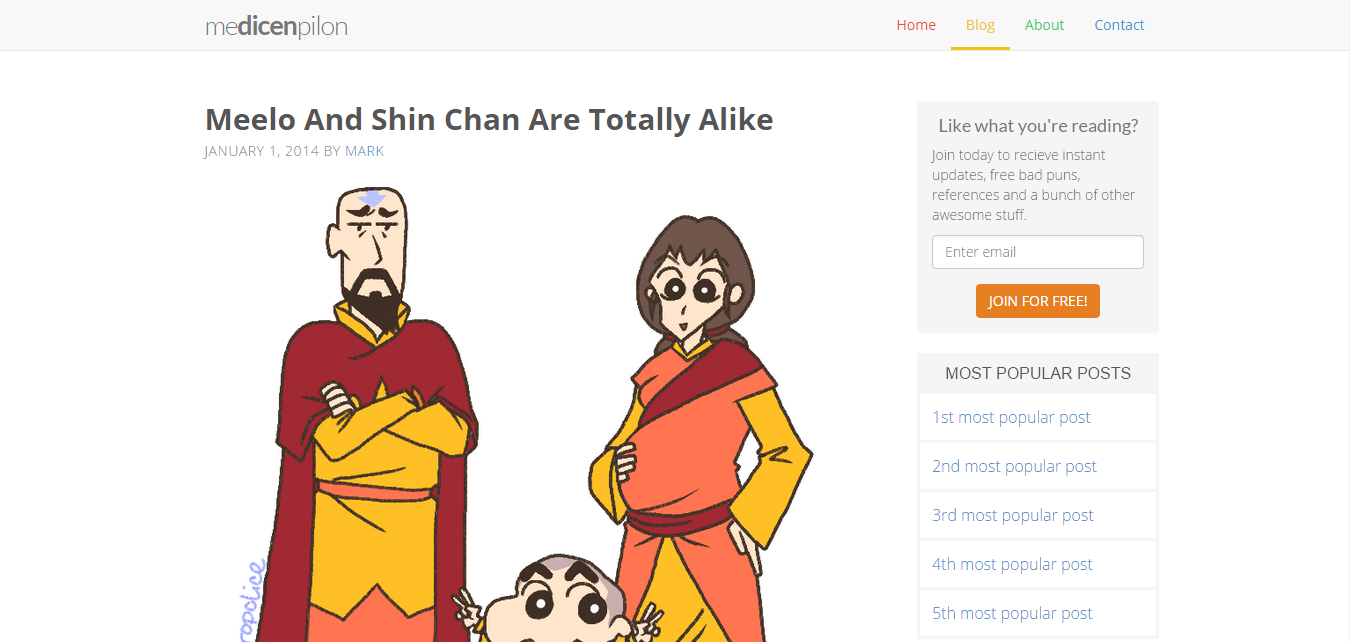 medicenpilon
Home Blog About Contact
Meelo And Shin Chan Are Totally Alike
JANUARY 1, 2014 BY MARK
ropolice
Like what you're reading?
Join today to recieve instant
updates, free bad puns,
references and a bunch of other
awesome stuff.
Enter email
JOIN FOR FREE!
MOST POPULAR POSTS
1st most popular post
2nd most popular post
3rd most popular post
4th most popular post
5th most popular post